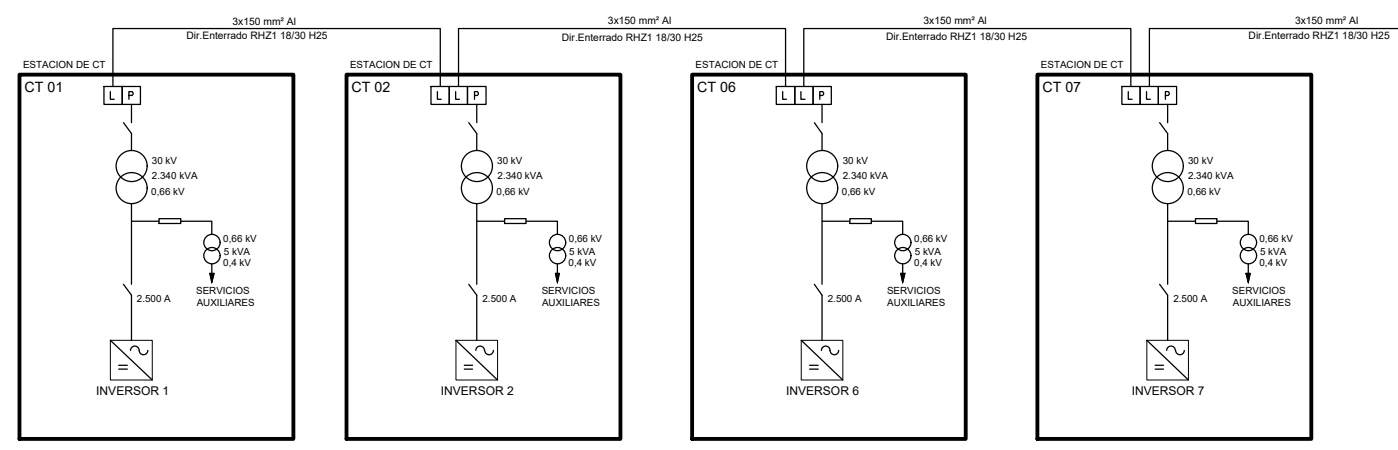 3x150 mm² Al
Dir.Enterrado RHZ1 18/30 H25
3x150 mm² Al
Dir.Enterrado RHZ1 18/30 H25
3x150 mm² Al
Dir.Enterrado RHZ1 18/30 H25
3x150 mm² Al
Dir.Enterrado RHZ1 18/30 H25
ESTACION DE CT
CT 01
L P
30 kV
2.340 kVA
0,66 kV
0,66 kV
5 kVA
0,4 kV
SERVICIOS
AUXILIARES
2.500 A
INVERSOR 1
ESTACION DE CT
CT 02
L L P
30 kV
2.340 kVA
0,66 kV
0,66 kV
5 kVA
0,4 kV
SERVICIOS
AUXILIARES
2.500 A
INVERSOR 2
ESTACION DE CT
CT 06
L L P
30 kV
2.340 kVA
0,66 kV
0,66 kV
5 kVA
0,4 kV
SERVICIOS
AUXILIARES
2.500 A
INVERSOR 6
ESTACION DE CT
CT 07
L L P
30 kV
2.340 kVA
0,66 kV
0,66 kV
5 kVA
0,4 kV
SERVICIOS
AUXILIARES
2.500 A
INVERSOR 7